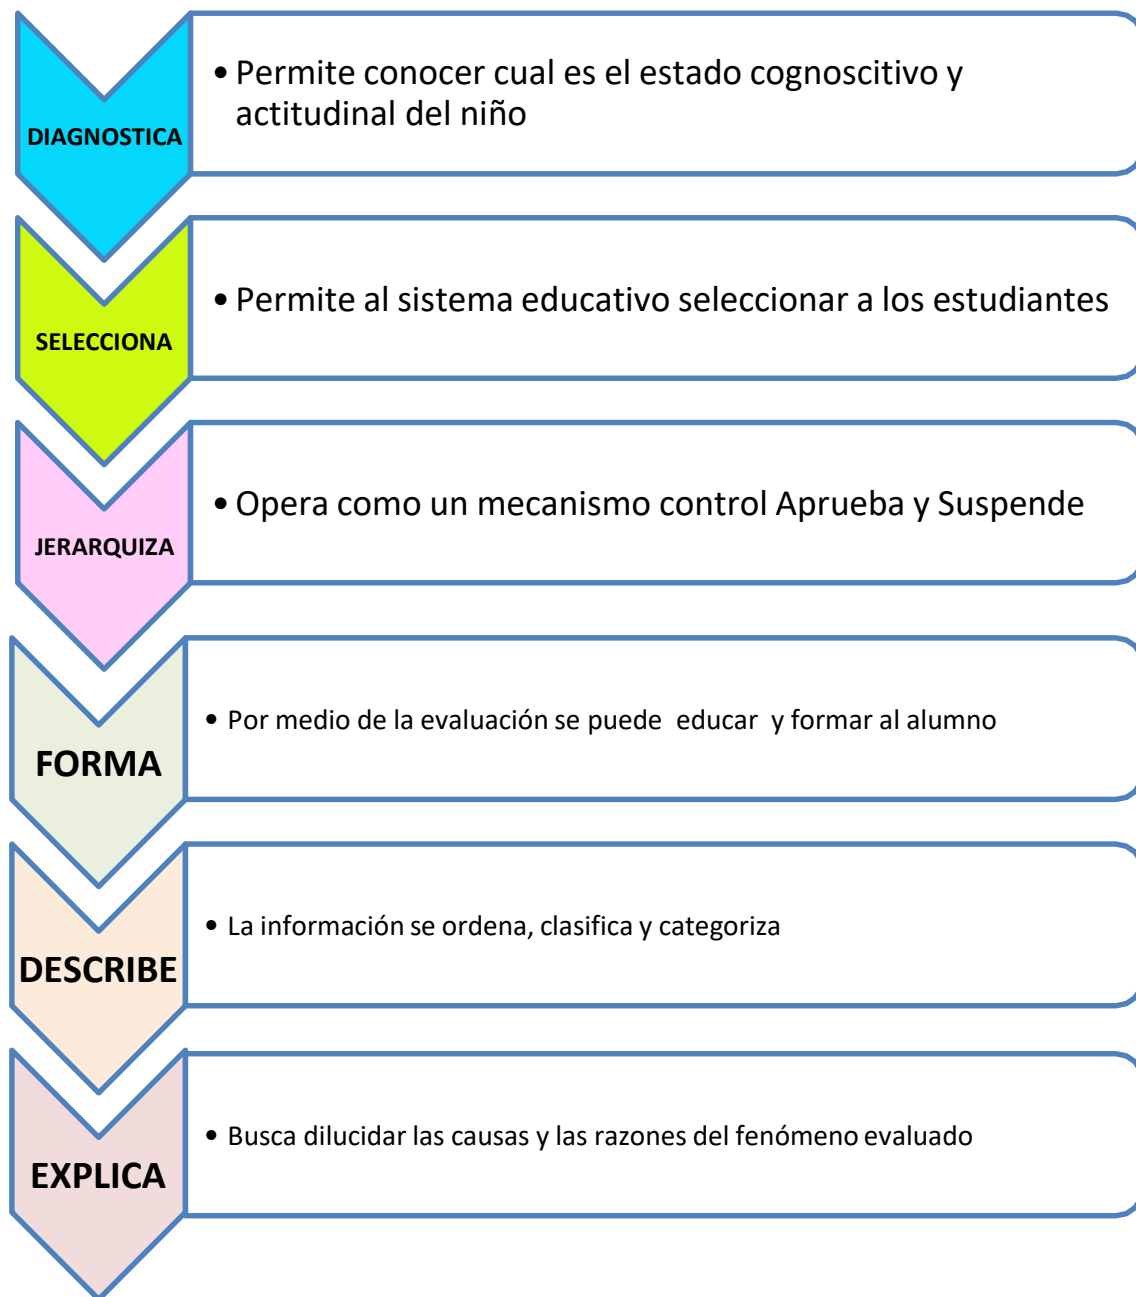 • Permite conocer cual es el estado cognoscitivo y
actitudinal del niño
DIAGNOSTICA
• Permite al sistema educativo seleccionar a los estudiantes
SELECCIONA
• Opera como un mecanismo control Aprueba y Suspende
JERARQUIZA
• Por medio de la evaluación se puede  educar  y formar al alumno
FORMA
• La información se ordena, clasifica y categoriza
DESCRIBE
• Busca dilucidar las causas y las razones del fenómeno evaluado
EXPLICA